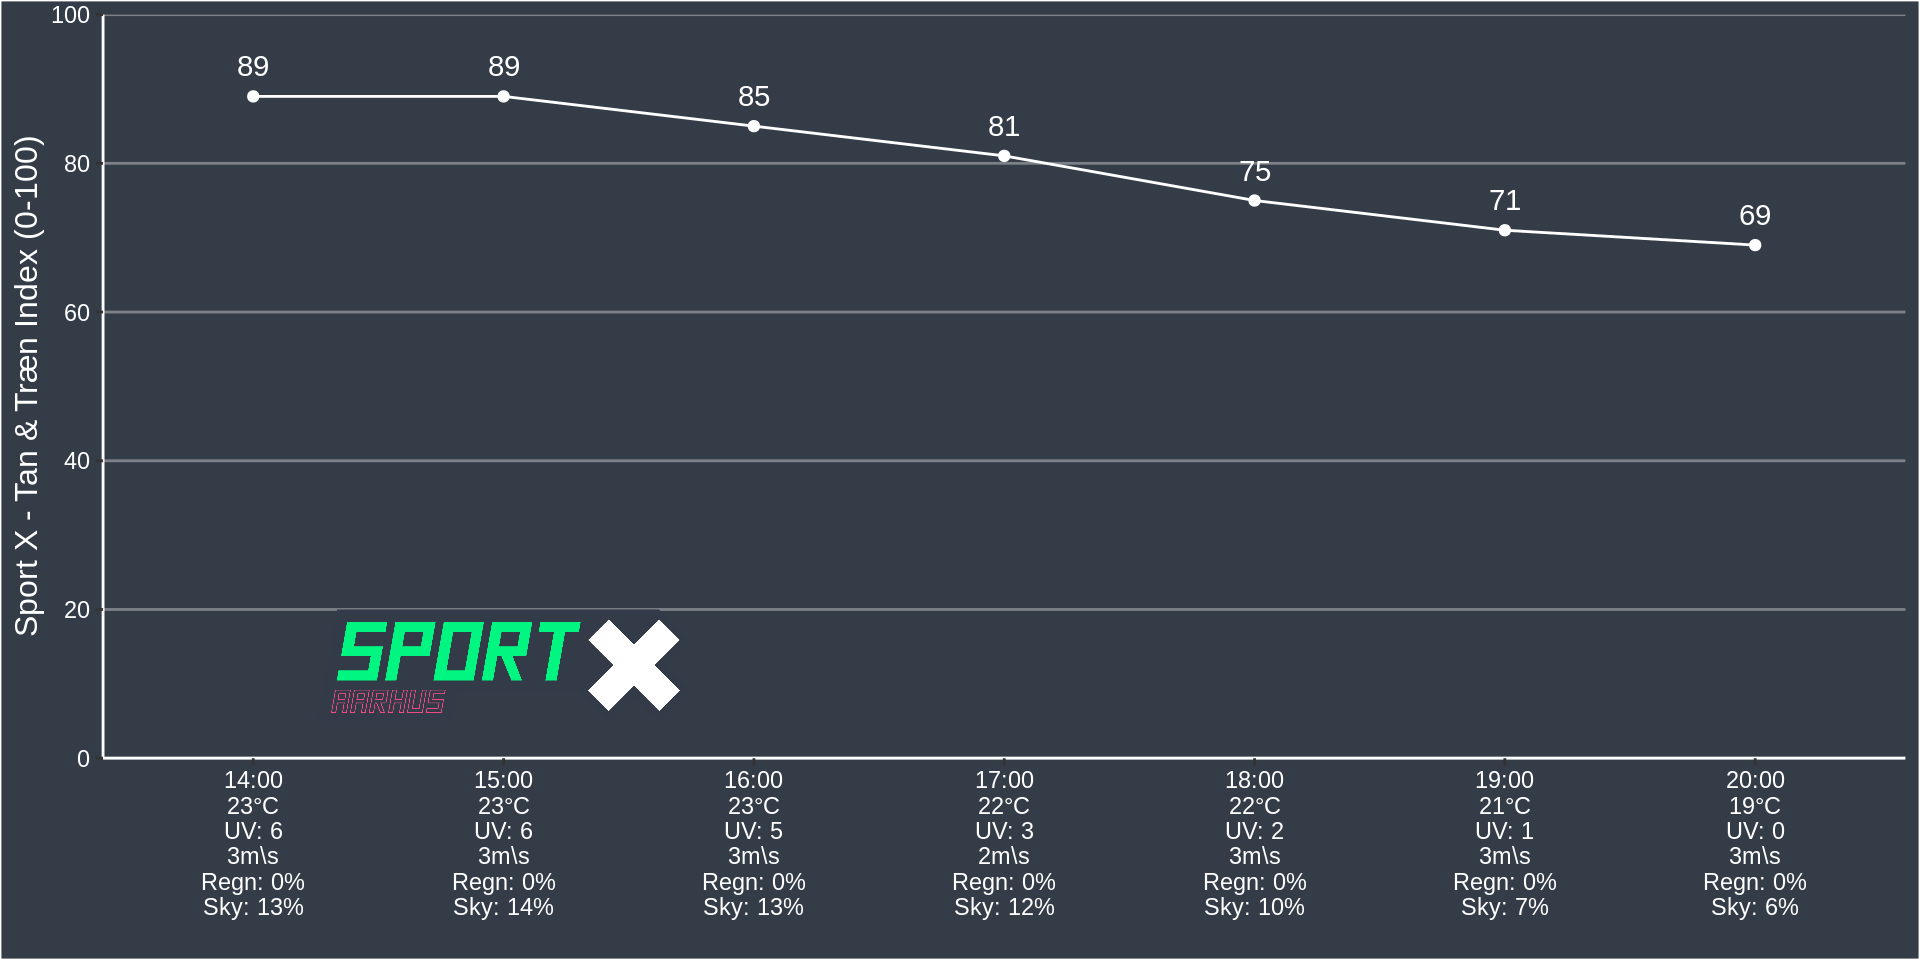 Sport X - Tan & Træn Index (0-100)
100
80
60
40
20
0
89
89
85
81
75
71
69
SPORT X
AARHUS
14:00
23°C
UV: 6
3m\s
Regn: 0%
Sky: 13%
15:00
23°C
UV: 6
3m\s
Regn: 0%
Sky: 14%
16:00
23°C
UV: 5
3m\s
Regn: 0%
Sky: 13%
17:00
22°C
UV: 3
2m\s
Regn: 0%
Sky: 12%
18:00
22°C
UV: 2
3m\s
Regn: 0%
Sky: 10%
19:00
21°C
UV: 1
3m\s
Regn: 0%
Sky: 7%
20:00
19°C
UV: 0
3m\s
Regn: 0%
Sky: 6%